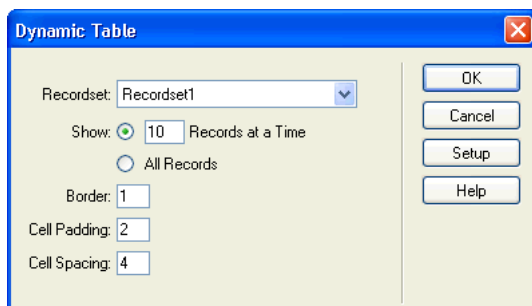 Dynamic Table
Recordset: Recordset1
Show: 10 Records at a Time
All Records
Border: 1
Cell Padding: 2
Cell Spacing: 4
OK
Cancel
Setup
Help